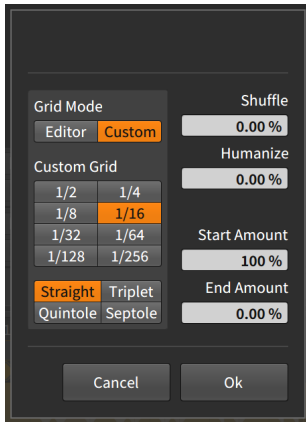 Grid Mode
Editor Custom
Custom Grid
1/2 1/4
1/8 1/16
1/32 1/64
1/128 1/256
Straight Triplet
Quintole Septole
Shuffle
0.00 %
Humanize
0.00 %
Start Amount
100 %
End Amount
0.00 %
Cancel Ok